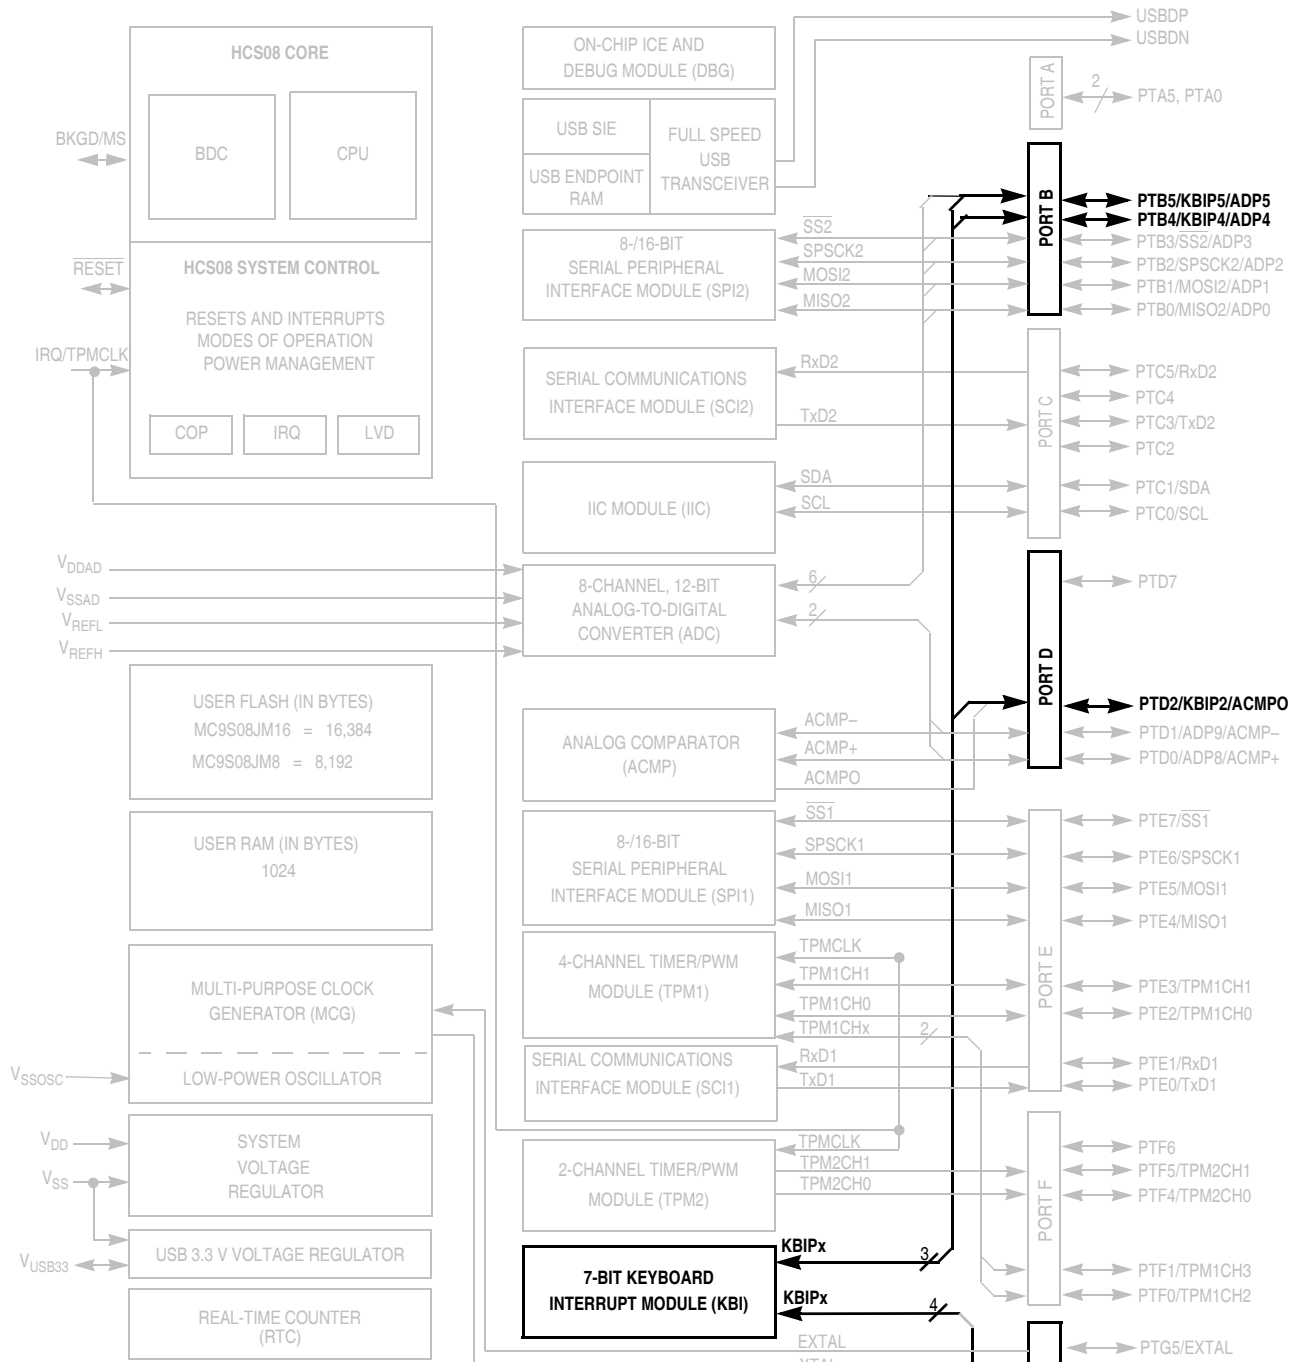 HCS08 CORE
BDC
CPU
BKGD/MS
HCS08 SYSTEM CONTROL
RESET
RESETS AND INTERRUPTS
MODES OF OPERATION
POWER MANAGEMENT
IRQ/TPMCLK
COP
IRQ
LVD
VDDAD
VSSAD
VREFL
VREFH
USER FLASH (IN BYTES)
MC9S08JM16 = 16,384
MC9S08JM8 = 8,192
USER RAM (IN BYTES)
1024
MULTI-PURPOSE CLOCK
GENERATOR (MCG)
LOW-POWER OSCILLATOR
VSSOSC
VDD
VSS
SYSTEM
VOLTAGE
REGULATOR
USB 3.3 V VOLTAGE REGULATOR
VUSB33
REAL-TIME COUNTER
(RTC)
ON-CHIP ICE AND
DEBUG MODULE (DBG)
USB SIE
USB ENDPOINT
RAM
FULL SPEED
USB
TRANSCEIVER
USBDP
USBDN
8-/16-BIT
SERIAL PERIPHERAL
INTERFACE MODULE (SPI2)
SS2
SPSCK2
MOSI2
MISO2
SERIAL COMMUNICATIONS
INTERFACE MODULE (SCI2)
RxD2
TxD2
IIC MODULE (IIC)
SDA
SCL
8-CHANNEL, 12-BIT
ANALOG-TO-DIGITAL
CONVERTER (ADC)
6
2
ANALOG COMPARATOR
(ACMP)
ACMP–
ACMP+
ACMPO
8-/16-BIT
SERIAL PERIPHERAL
INTERFACE MODULE (SPI1)
SS1
SPSCK1
MOSI1
MISO1
4-CHANNEL TIMER/PWM
MODULE (TPM1)
TPMCLK
TPM1CH1
TPM1CH0
TPM1CHx
2
SERIAL COMMUNICATIONS
INTERFACE MODULE (SCI1)
RxD1
TxD1
2-CHANNEL TIMER/PWM
MODULE (TPM2)
TPMCLK
TPM2CH1
TPM2CH0
7-BIT KEYBOARD
INTERRUPT MODULE (KBI)
KBIPx
3
KBIPx
4
EXTAL
XTAL
PORT A
2
PTA5, PTA0
PORT B
PTB5/KBIP5/ADP5
PTB4/KBIP4/ADP4
PTB3/SS2/ADP3
PTB2/SPSCK2/ADP2
PTB1/MOSI2/ADP1
PTB0/MISO2/ADP0
PORT C
PTC5/RxD2
PTC4
PTC3/TxD2
PTC2
PTC1/SDA
PTC0/SCL
PORT D
PTD7
PTD2/KBIP2/ACMPO
PTD1/ADP9/ACMP–
PTD0/ADP8/ACMP+
PORT E
PTE7/SS1
PTE6/SPSCK1
PTE5/MOSI1
PTE4/MISO1
PTE3/TPM1CH1
PTE2/TPM1CH0
PTE1/RxD1
PTE0/TxD1
PORT F
PTF6
PTF5/TPM2CH1
PTF4/TPM2CH0
PTF1/TPM1CH3
PTF0/TPM1CH2
PTG5/EXTAL